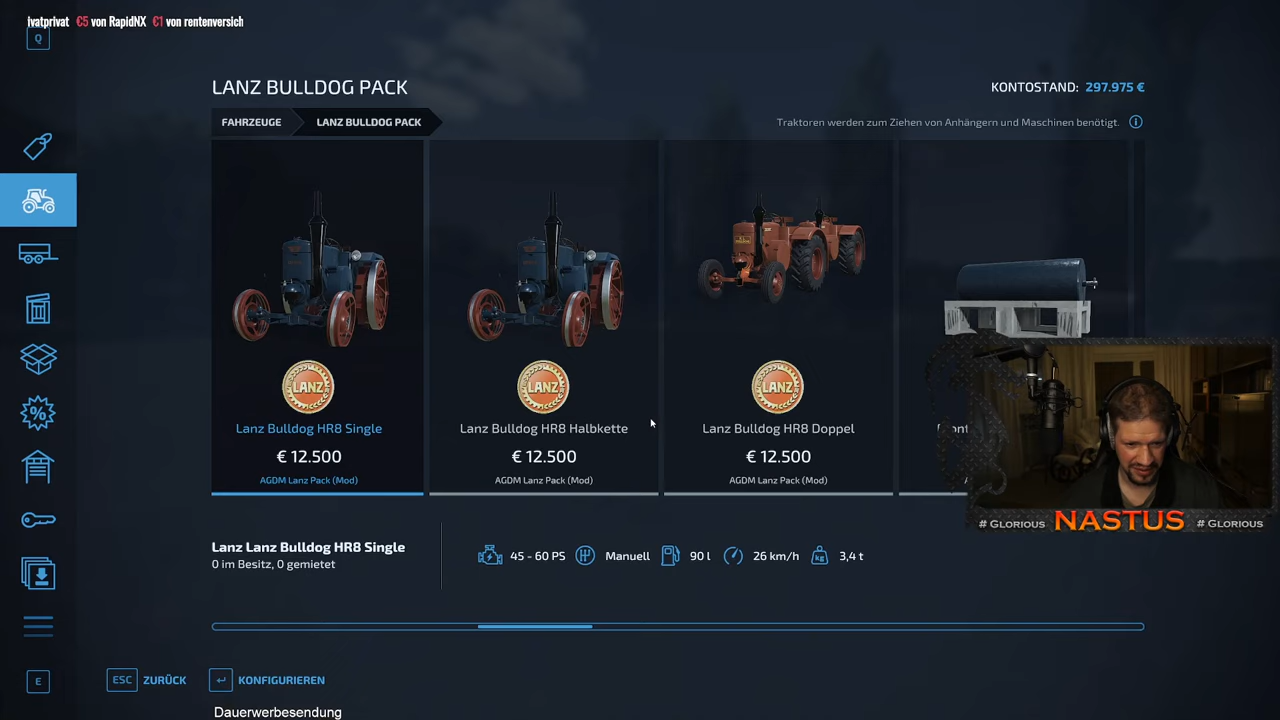 ivatprivat €5 von RapidNX €1 von rentenversich
Q
LANZ BULLDOG PACK
KONTOSTAND: 297.975 €
FAHRZEUGE LANZ BULLDOG PACK
Traktoren werden zum Ziehen von Anhängern und Maschinen benötigt.
LANZ LANZ LANZ
Lanz Bulldog HR8 Single Lanz Bulldog HR8 Halbkette Lanz Bulldog HR8 Doppel
€ 12.500 € 12.500 € 12.500
AGDM Lanz Pack (Mod) AGDM Lanz Pack (Mod) AGDM Lanz Pack (Mod)
# GLORIOUS NASTUS # GLORIOUS
Lanz Lanz Bulldog HR8 Single
0 im Besitz, 0 gemietet
45 - 60 PS Manuell 90 l 26 km/h kg 3,4 t
E
ESC ZURÜCK KONFIGURIEREN
Dauerwerbesendung